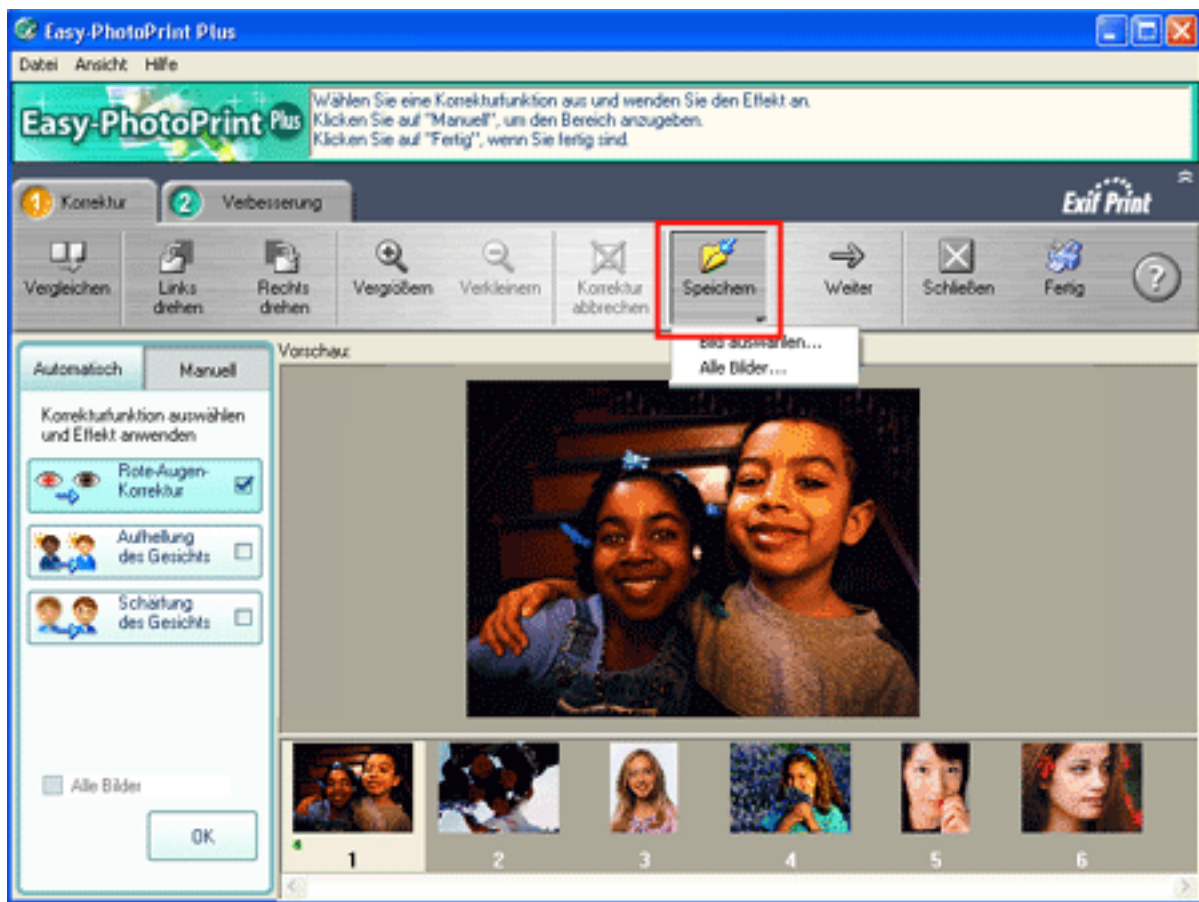 Easy-PhotoPrint Plus
Datei Ansicht Hilfe
Easy-PhotoPrint Plus
Wählen Sie eine Korrekturfunktion aus und wenden Sie den Effekt an.
Klicken Sie auf "Manuell", um den Bereich anzugeben.
Klicken Sie auf "Fertig", wenn Sie fertig sind.
1 Korrektur
2 Verbesserung
Exif Print
Vergleichen
Links
drehen
Rechts
drehen
Vergrößern
Verkleinern
Korrektur
abbrechen
Speichern
Weiter
Schließen
Fertig
?
Bild auswählen...
Alle Bilder...
Automatisch
Manuell
Korrekturfunktion auswählen
und Effekt anwenden
Rote-Augen-
Korrektur
Aufhellung
des Gesichts
Schärfung
des Gesichts
Alle Bilder
OK
Vorschau:
1 2 3 4 5 6